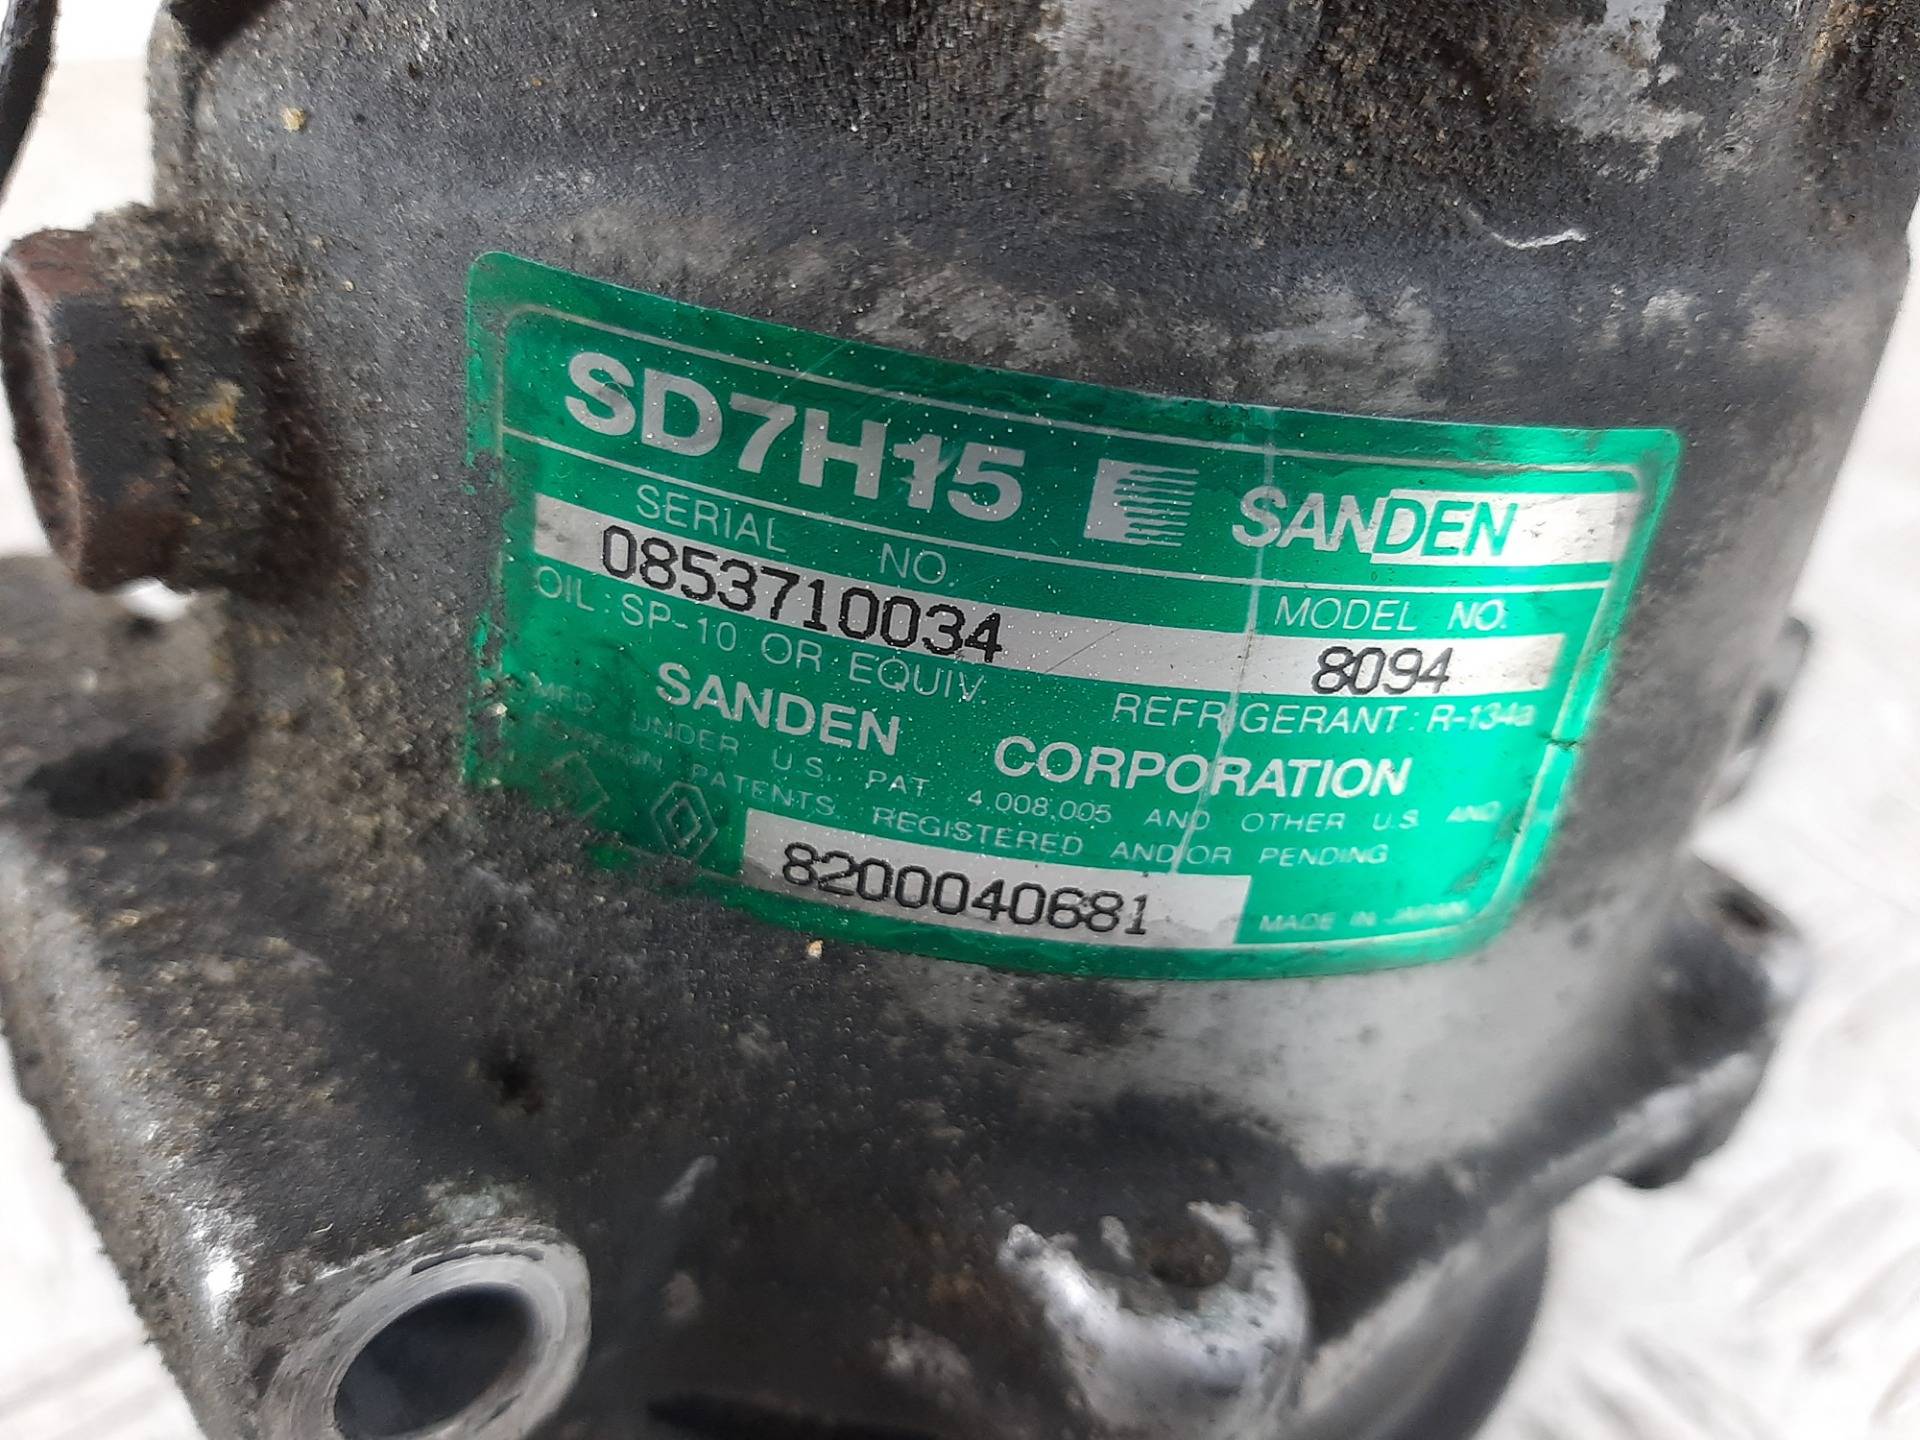 SD7H15 SANDEN
SERIAL NO. MODEL NO.
0853710034 8094
OIL : SP-10 OR EQUIV. REFRIGERANT : R-134a
SANDEN CORPORATION
MFD. UNDER U.S. PAT. 4.008.005 AND OTHER U.S. AND
FOREIGN PATENTS REGISTERED AND/OR PENDING
8200040681 MADE IN JAPAN